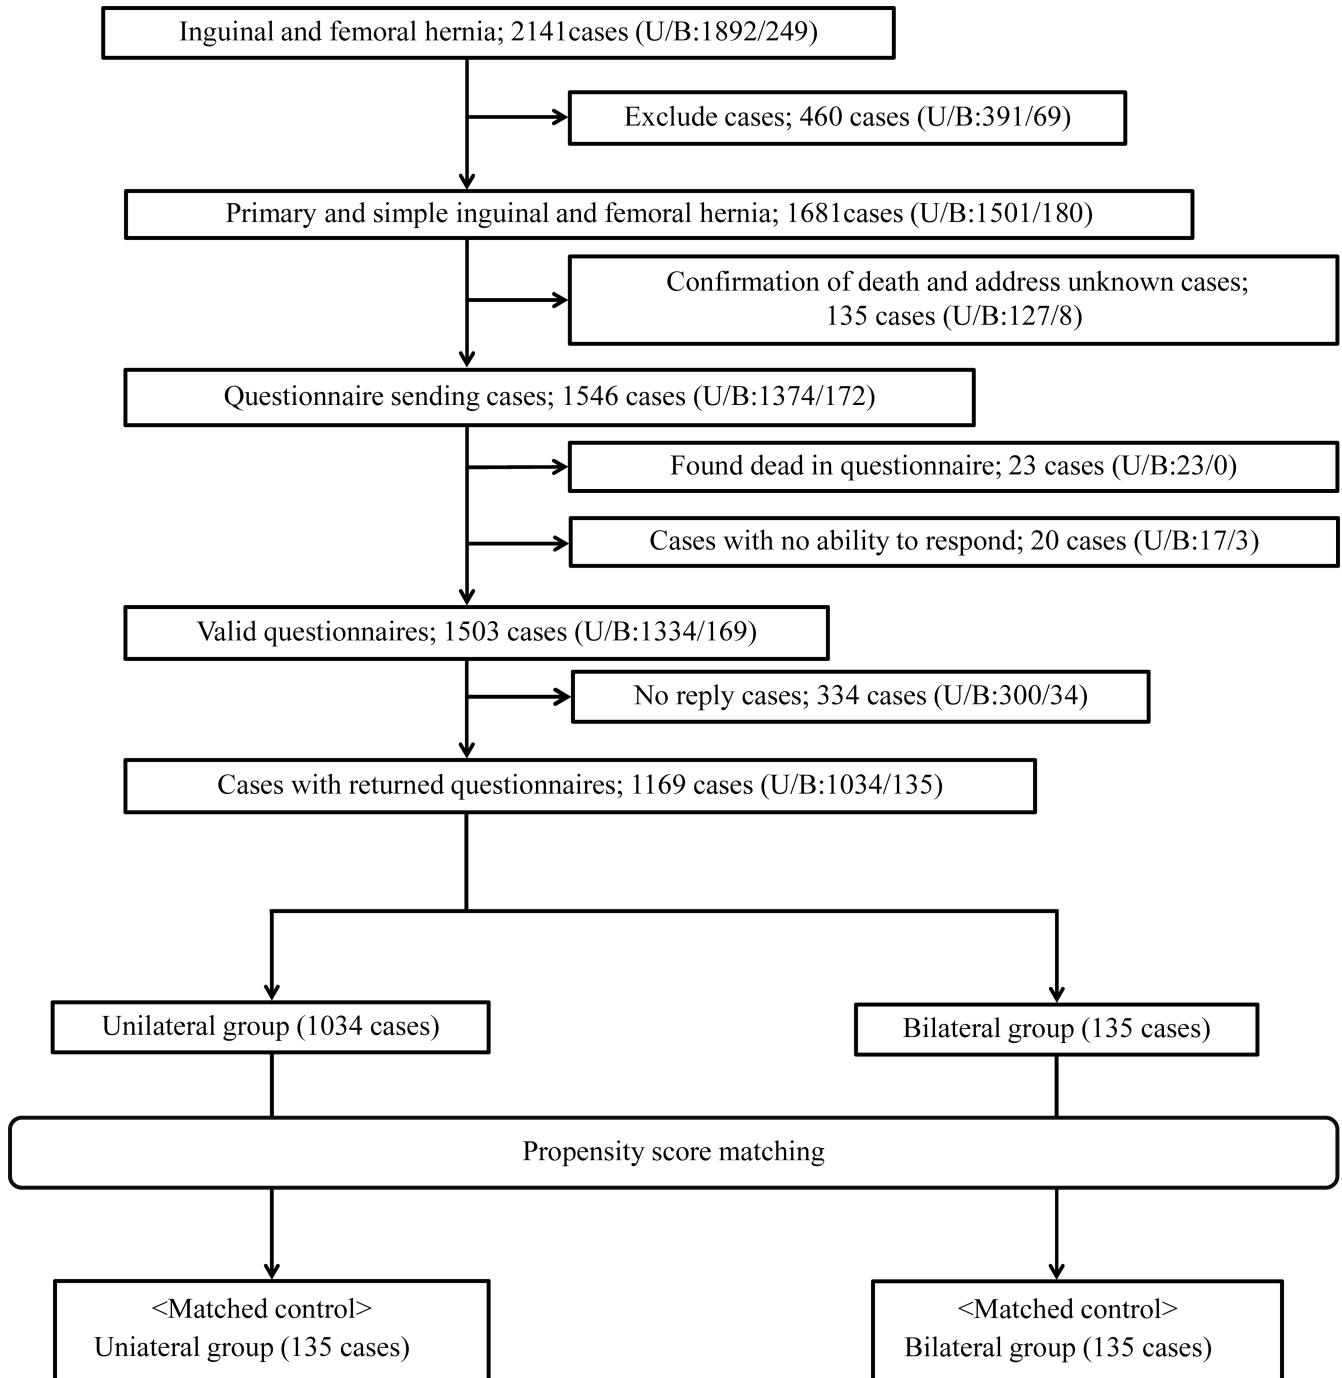 Inguinal and femoral hernia; 2141cases (U/B:1892/249)
Exclude cases; 460 cases (U/B:391/69)
Primary and simple inguinal and femoral hernia; 1681cases (U/B:1501/180)
Confirmation of death and address unknown cases;
135 cases (U/B:127/8)
Questionnaire sending cases; 1546 cases (U/B:1374/172)
Found dead in questionnaire; 23 cases (U/B:23/0)
Cases with no ability to respond; 20 cases (U/B:17/3)
Valid questionnaires; 1503 cases (U/B:1334/169)
No reply cases; 334 cases (U/B:300/34)
Cases with returned questionnaires; 1169 cases (U/B:1034/135)
Unilateral group (1034 cases)
Bilateral group (135 cases)
Propensity score matching
<Matched control>
Uniateral group (135 cases)
<Matched control>
Bilateral group (135 cases)